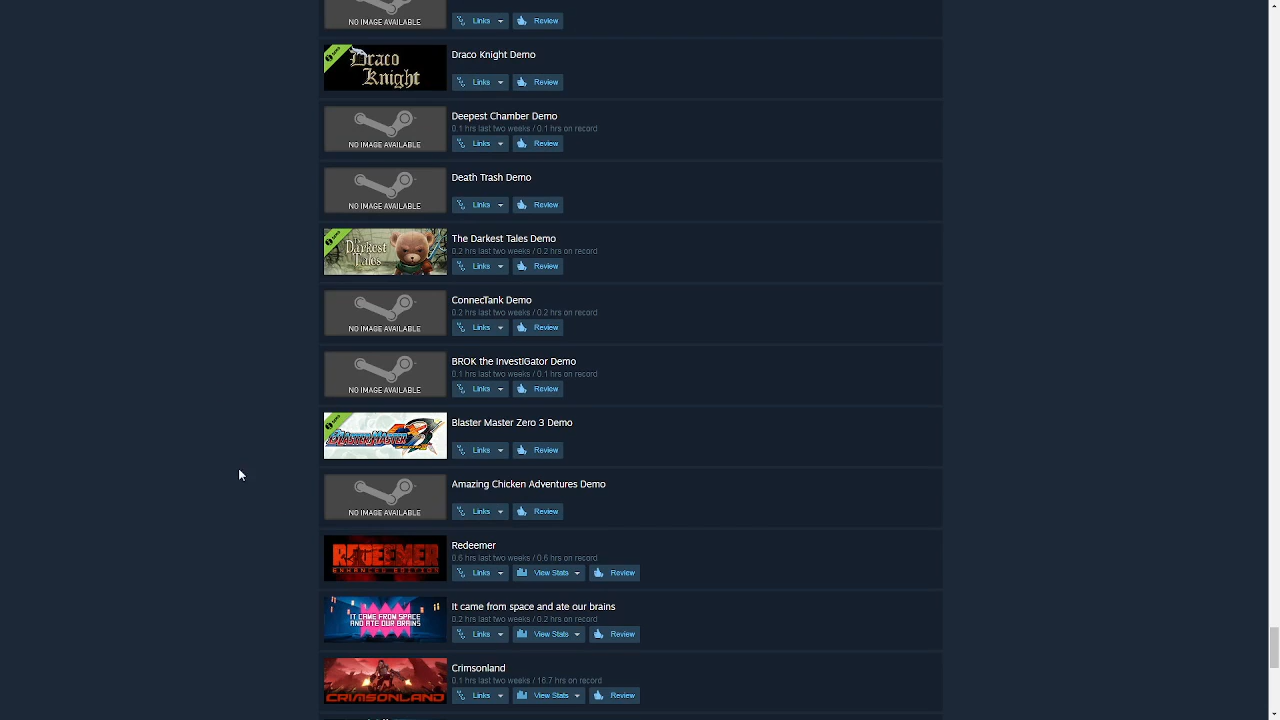 NO IMAGE AVAILABLE
Links
Review
Draco Knight
Draco Knight Demo
Links
Review
NO IMAGE AVAILABLE
Deepest Chamber Demo
0.1 hrs last two weeks / 0.1 hrs on record
Links
Review
NO IMAGE AVAILABLE
Death Trash Demo
Links
Review
The Darkest Tales
The Darkest Tales Demo
0.2 hrs last two weeks / 0.2 hrs on record
Links
Review
NO IMAGE AVAILABLE
ConnecTank Demo
0.2 hrs last two weeks / 0.2 hrs on record
Links
Review
NO IMAGE AVAILABLE
BROK the InvestiGator Demo
0.1 hrs last two weeks / 0.1 hrs on record
Links
Review
BLASTER MASTER
Blaster Master Zero 3 Demo
Links
Review
NO IMAGE AVAILABLE
Amazing Chicken Adventures Demo
Links
Review
REDEEMER
ENHANCED EDITION
Redeemer
0.6 hrs last two weeks / 0.6 hrs on record
Links
View Stats
Review
IT CAME FROM SPACE
AND ATE OUR BRAINS
It came from space and ate our brains
0.2 hrs last two weeks / 0.2 hrs on record
Links
View Stats
Review
CRIMSONLAND
Crimsonland
0.1 hrs last two weeks / 16.7 hrs on record
Links
View Stats
Review